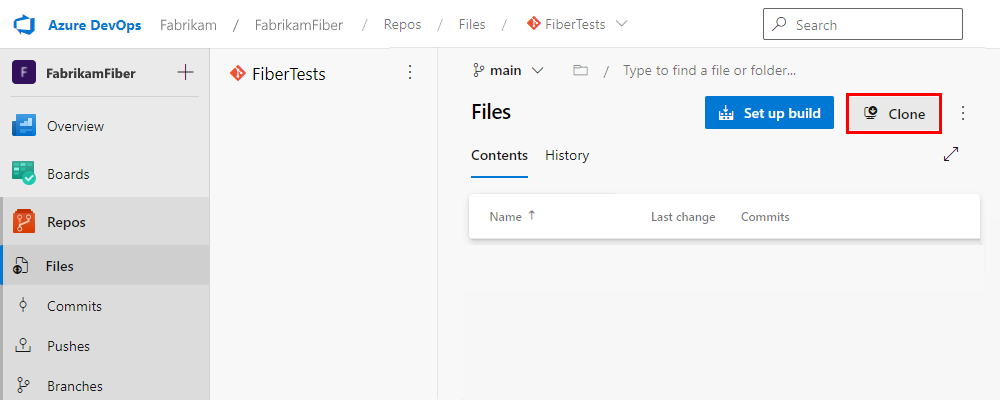 Azure DevOps Fabrikam / FabrikamFiber / Repos / Files / FiberTests
Search
F FabrikamFiber
Overview
Boards
Repos
Files
Commits
Pushes
Branches
FiberTests
main / Type to find a file or folder...
Files Set up build Clone
Contents History
Name ↑ Last change Commits